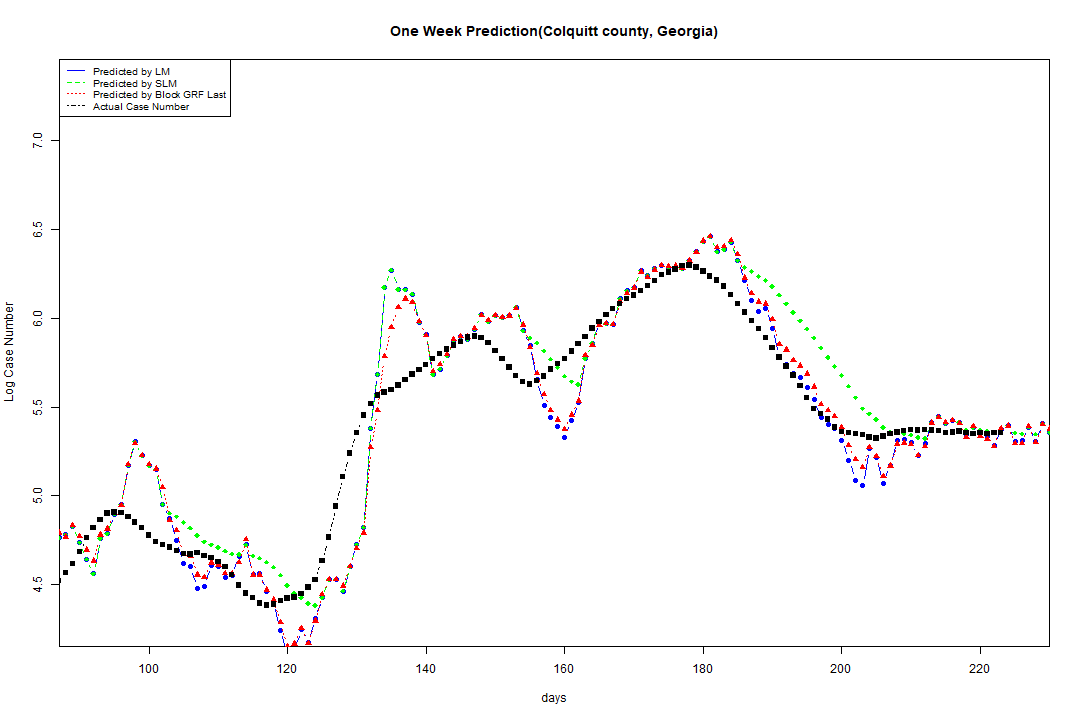 One Week Prediction(Colquitt county, Georgia)
Predicted by LM
Predicted by SLM
Predicted by Block GRF Last
Actual Case Number
7.0
6.5
6.0
5.5
5.0
4.5
Log Case Number
100 120 140 160 180 200 220
days